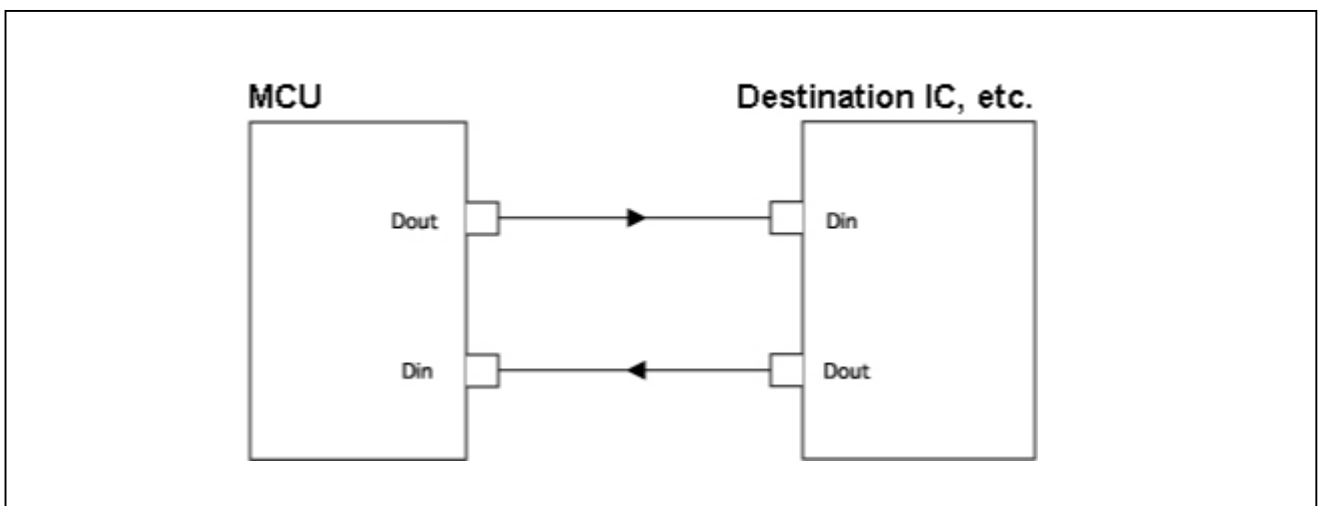 MCU
Destination IC, etc.
Dout
Din
Din
Dout